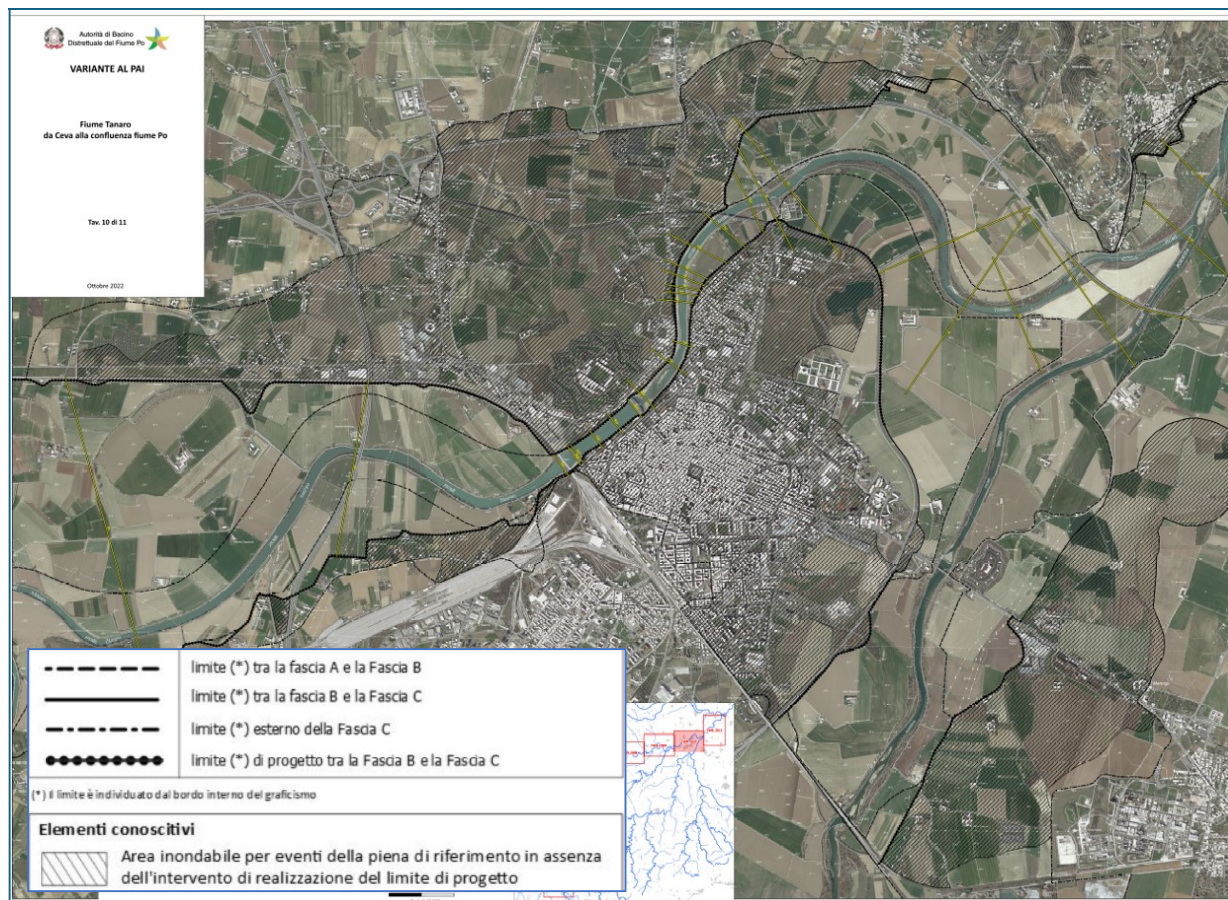 Autorità di Bacino
Distrettuale del Fiume Po
VARIANTE AL PAI
Fiume Tanaro
da Ceva alla confluenza fiume Po
Tav. 10 di 11
Ottobre 2022
limite (*) tra la fascia A e la Fascia B
limite (*) tra la fascia B e la Fascia C
limite (*) esterno della Fascia C
limite (*) di progetto tra la Fascia B e la Fascia C
(*) Il limite è individuato dal bordo interno del graficismo
Elementi conoscitivi
Area inondabile per eventi della piena di riferimento in assenza
dell'intervento di realizzazione del limite di progetto